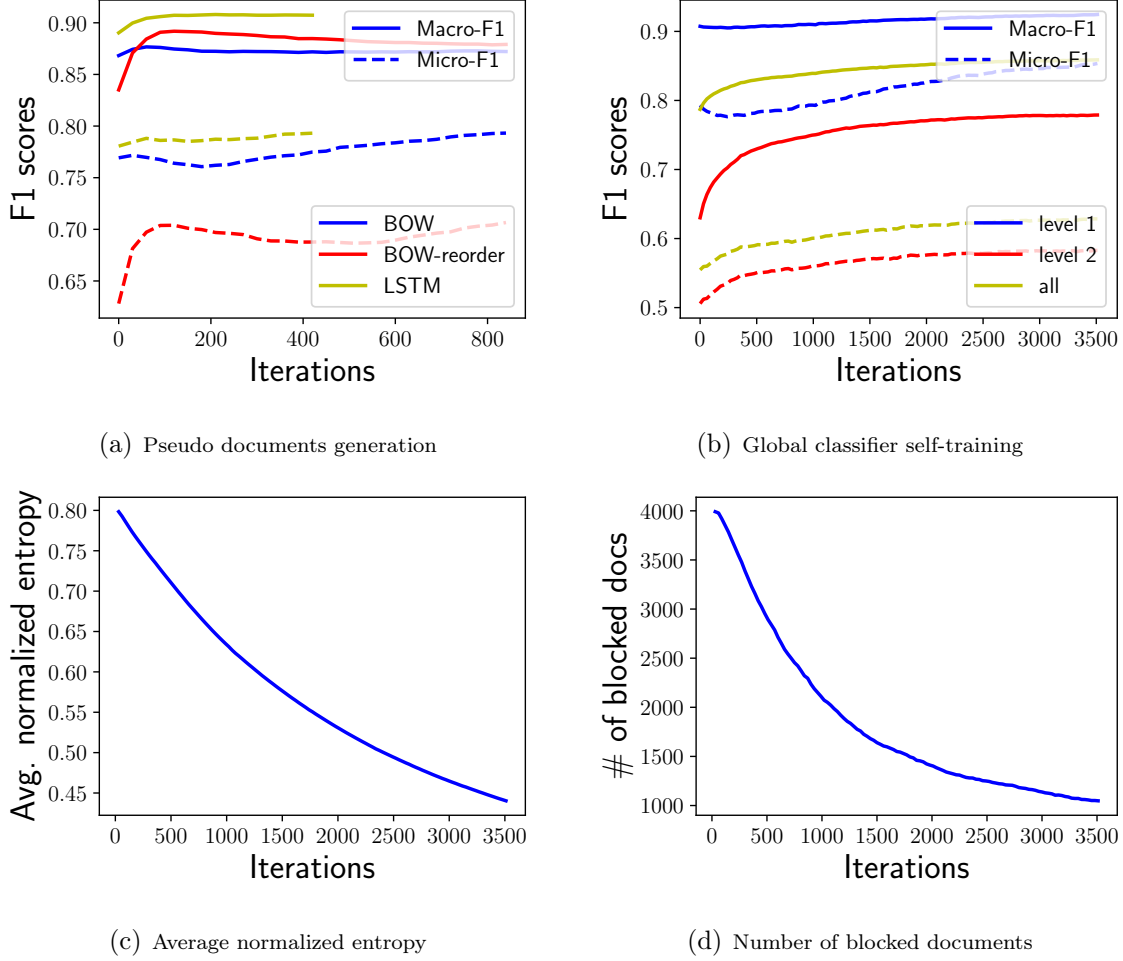 0.90
0.85
0.80
0.75
0.70
0.65
F1 scores
Macro-F1
Micro-F1
BOW
BOW-reorder
LSTM
0 200 400 600 800
Iterations
(a) Pseudo documents generation
0.9
0.8
0.7
0.6
0.5
F1 scores
Macro-F1
Micro-F1
level 1
level 2
all
0 500 1000 1500 2000 2500 3000 3500
Iterations
(b) Global classifier self-training
0.80
0.75
0.70
0.65
0.60
0.55
0.50
0.45
Avg. normalized entropy
0 500 1000 1500 2000 2500 3000 3500
Iterations
(c) Average normalized entropy
4000
3500
3000
2500
2000
1500
1000
# of blocked docs
0 500 1000 1500 2000 2500 3000 3500
Iterations
(d) Number of blocked documents